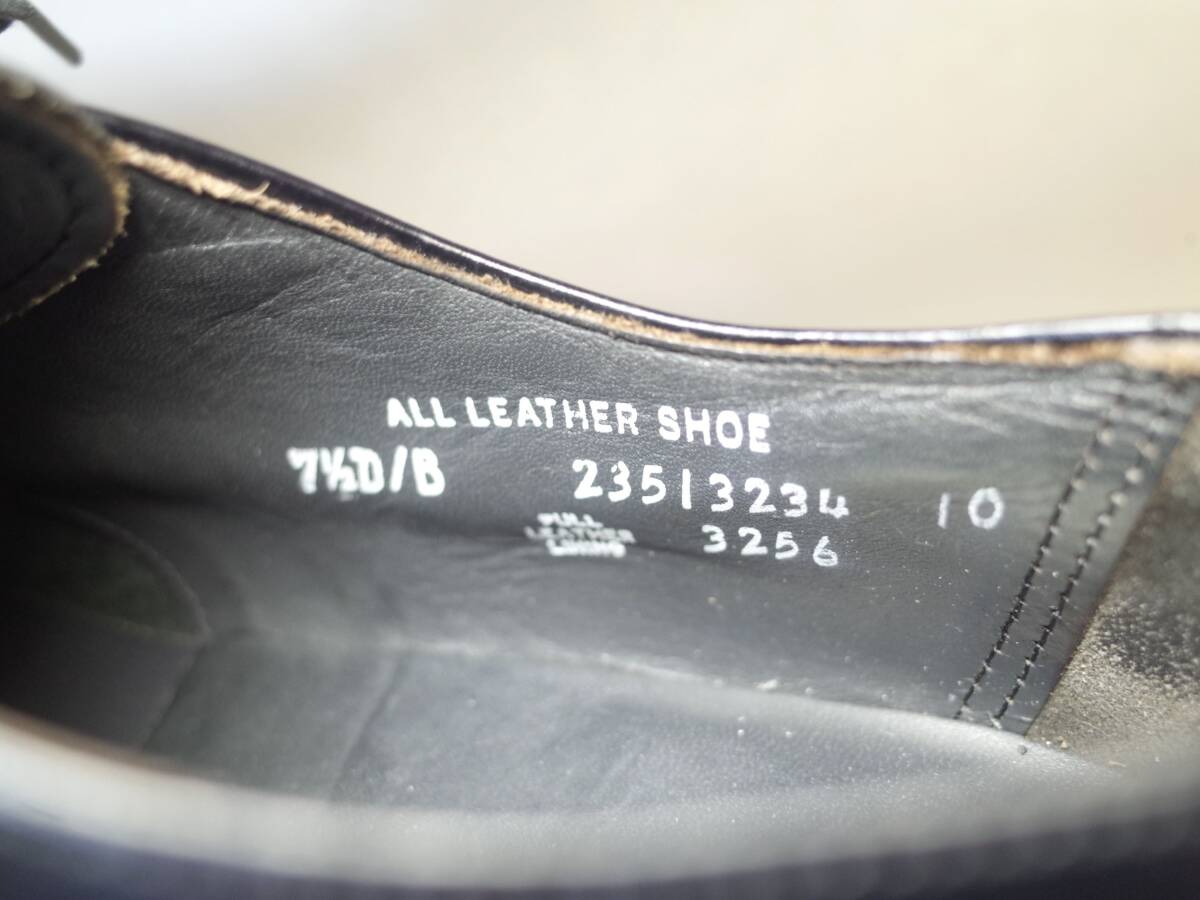 ALL LEATHER SHOE
7½D/B 23513234 10
FULL LEATHER LINING 3256